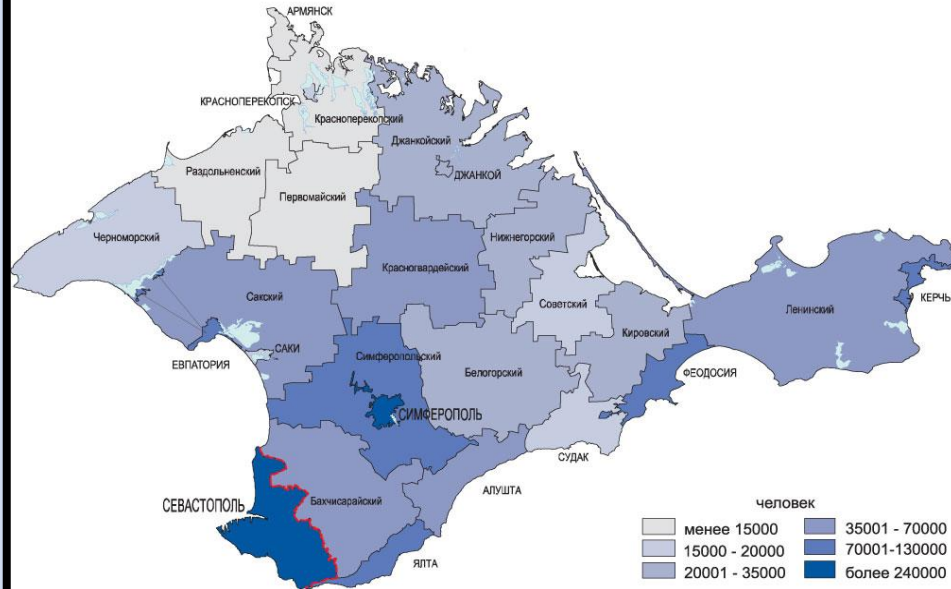 АРМЯНСК
КРАСНОПЕРЕКОПСК
Красноперекопский
Джанкойский
ДЖАНКОЙ
Раздольненский
Первомайский
Черноморский
Нижнегорский
Красногвардейский
Сакский
Советский
Ленинский
КЕРЧЬ
Кировский
ЕВПАТОРИЯ
САКИ
Симферопольский
Белогорский
ФЕОДОСИЯ
СИМФЕРОПОЛЬ
СУДАК
АЛУШТА
СЕВАСТОПОЛЬ
Бахчисарайский
ЯЛТА
человек
менее 15000
15000 - 20000
20001 - 35000
35001 - 70000
70001-130000
более 240000